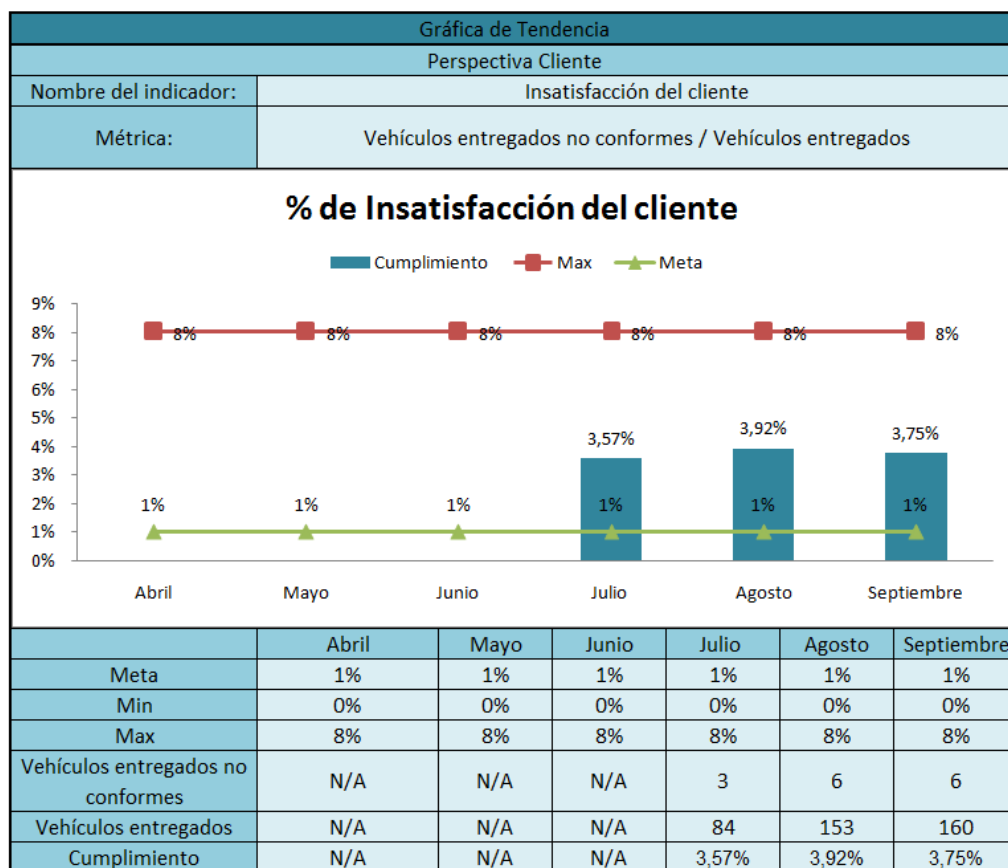 Gráfica de Tendencia
Perspectiva Cliente
Nombre del indicador: Insatisfacción del cliente
Métrica: Vehículos entregados no conformes / Vehículos entregados
% de Insatisfacción del cliente
Cumplimiento Max Meta
9%
8% 8% 8% 8% 8% 8% 8%
7%
6%
5%
4% 3,57% 3,92% 3,75%
3%
2%
1% 1% 1% 1% 1% 1% 1%
0%
Abril Mayo Junio Julio Agosto Septiembre
Abril Mayo Junio Julio Agosto Septiembre
Meta 1% 1% 1% 1% 1% 1%
Min 0% 0% 0% 0% 0% 0%
Max 8% 8% 8% 8% 8% 8%
Vehículos entregados no
conformes N/A N/A N/A 3 6 6
Vehículos entregados N/A N/A N/A 84 153 160
Cumplimiento N/A N/A N/A 3,57% 3,92% 3,75%